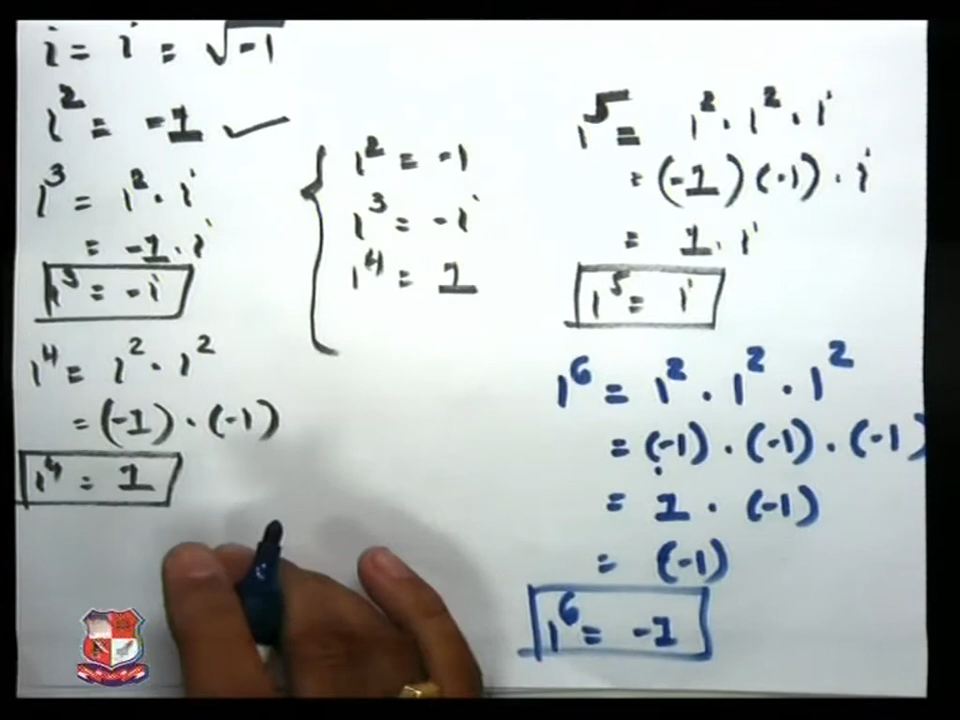 i = i = √-1
i² = -1 ✓
i³ = i² · i
= -1 · i
i³ = -i
i⁴ = i² · i²
= (-1) · (-1)
i⁴ = 1
i² = -1
i³ = -i
i⁴ = 1
i⁵ = i² · i² · i
= (-1)(-1) · i
= 1 · i
i⁵ = i
i⁶ = i² · i² · i²
= (-1) · (-1) · (-1)
= 1 · (-1)
= (-1)
i⁶ = -1